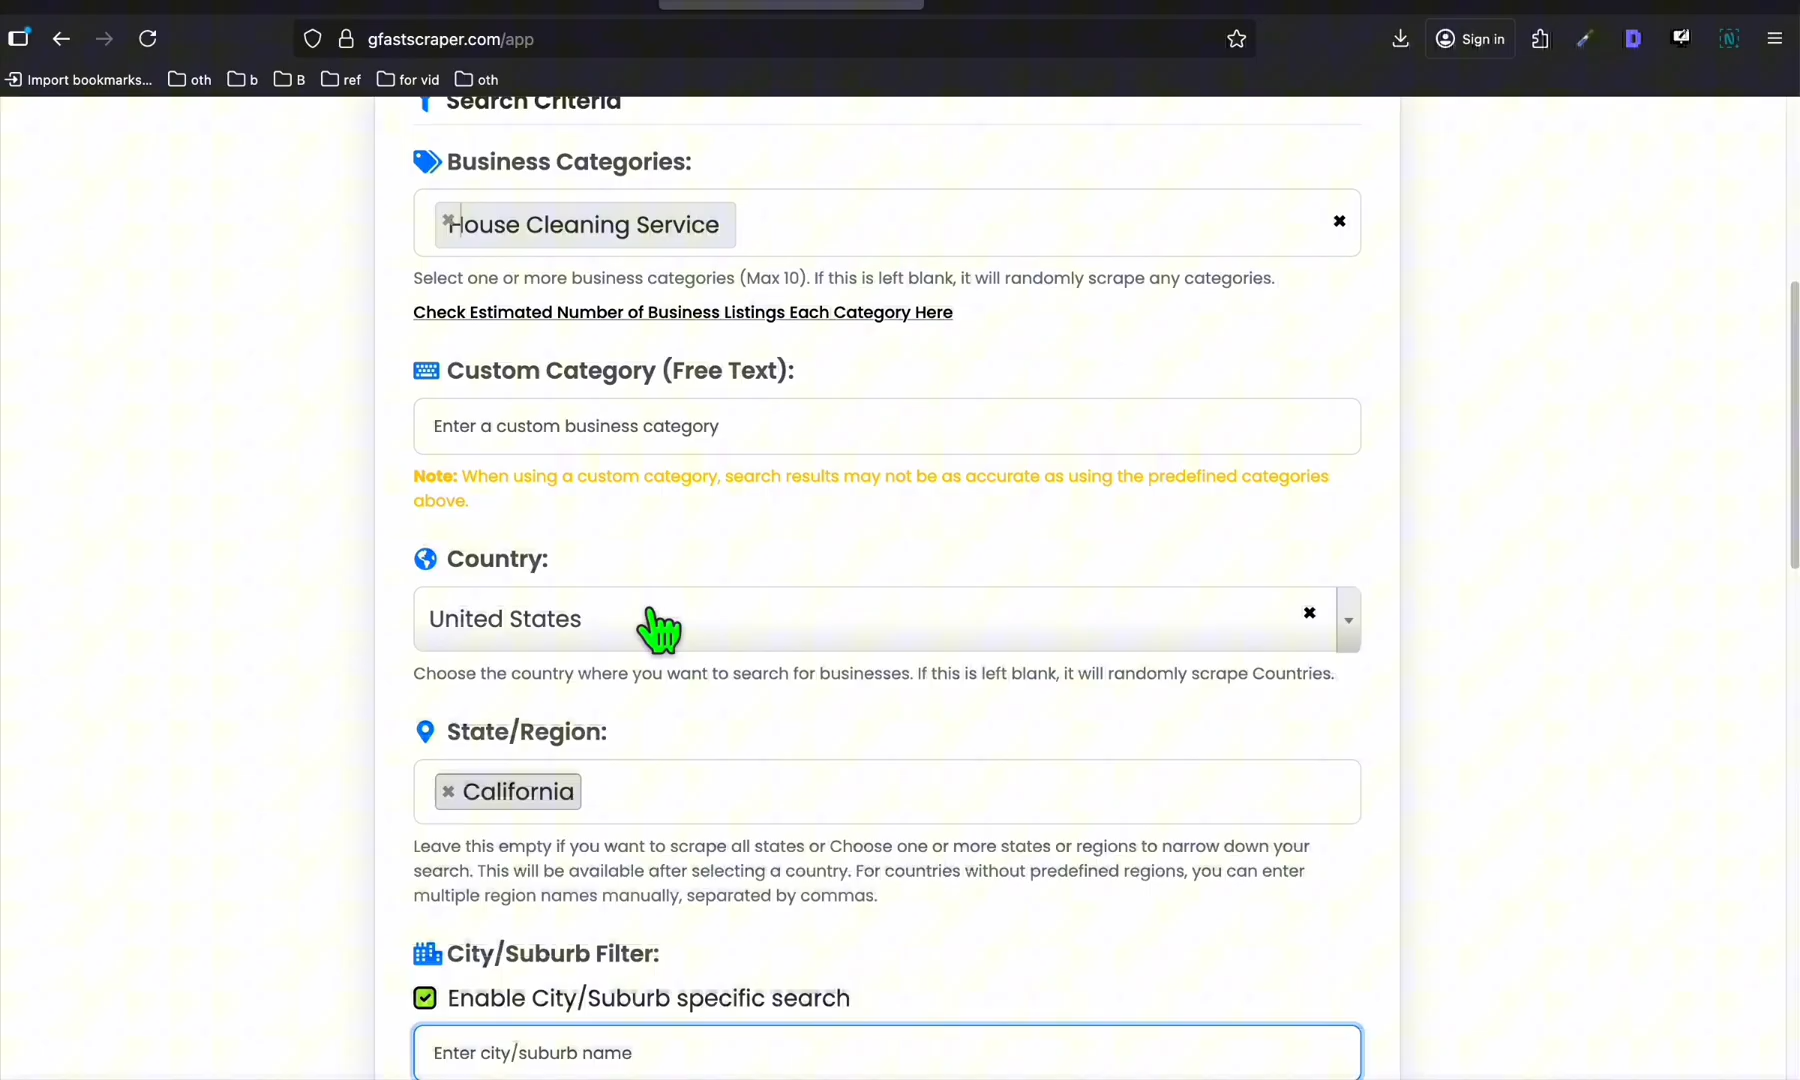 gfastscraper.com/app
Sign in
Import bookmarks...
oth
b
B
ref
for vid
oth
Search Criteria
Business Categories:
House Cleaning Service
Select one or more business categories (Max 10). If this is left blank, it will randomly scrape any categories.
Check Estimated Number of Business Listings Each Category Here
Custom Category (Free Text):
Enter a custom business category
Note: When using a custom category, search results may not be as accurate as using the predefined categories
above.
Country:
United States
Choose the country where you want to search for businesses. If this is left blank, it will randomly scrape Countries.
State/Region:
California
Leave this empty if you want to scrape all states or Choose one or more states or regions to narrow down your
search. This will be available after selecting a country. For countries without predefined regions, you can enter
multiple region names manually, separated by commas.
City/Suburb Filter:
Enable City/Suburb specific search
Enter city/suburb name